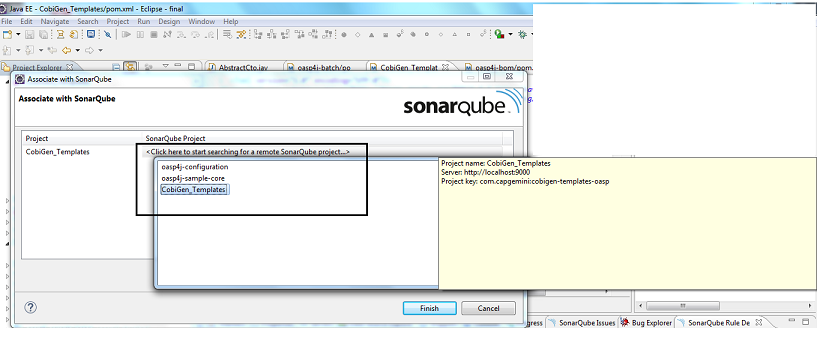 Java EE - CobiGen_Templates/pom.xml - Eclipse - final
File Edit Navigate Search Project Run Design Window Help
Project Explorer AbstractCto.jav oasp4j-batch/po CobiGen_Templat oasp4j-bom/pom.
Associate with SonarQube
Associate with SonarQube
sonarqube
Project SonarQube Project
CobiGen_Templates <Click here to start searching for a remote SonarQube project...>
oasp4j-configuration
oasp4j-sample-core
CobiGen_Templates
Project name: CobiGen_Templates
Server: http://localhost:9000
Project key: com.capgemini:cobigen-templates-oasp
Finish Cancel
gress SonarQube Issues Bug Explorer SonarQube Rule De